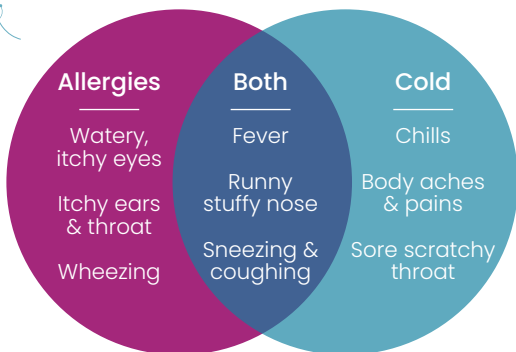 Allergies
Watery,
itchy eyes
Itchy ears
& throat
Wheezing
Both
Fever
Runny
stuffy nose
Sneezing &
coughing
Cold
Chills
Body aches
& pains
Sore scratchy
throat